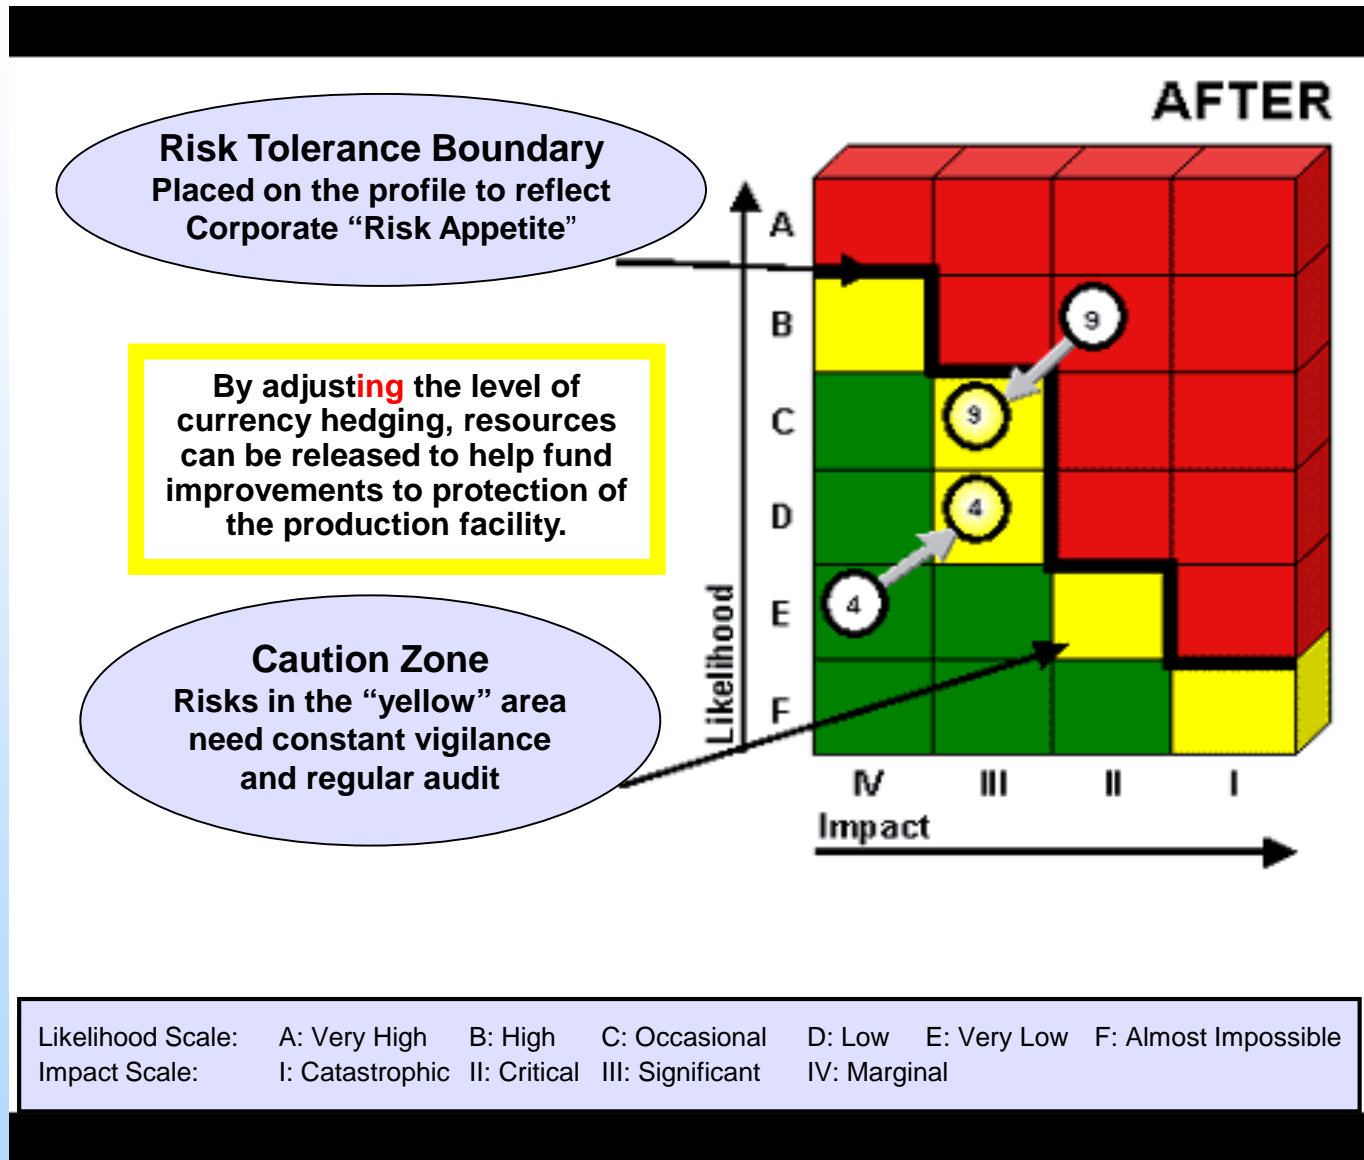 AFTER
Risk Tolerance Boundary
Placed on the profile to reflect
Corporate “Risk Appetite”
By adjusting the level of
currency hedging, resources
can be released to help fund
improvements to protection of
the production facility.
Caution Zone
Risks in the “yellow” area
need constant vigilance
and regular audit
Likelihood
A
B
C
D
E
F
9
9
4
4
IV III II I
Impact
Likelihood Scale: A: Very High B: High C: Occasional D: Low E: Very Low F: Almost Impossible
Impact Scale: I: Catastrophic II: Critical III: Significant IV: Marginal